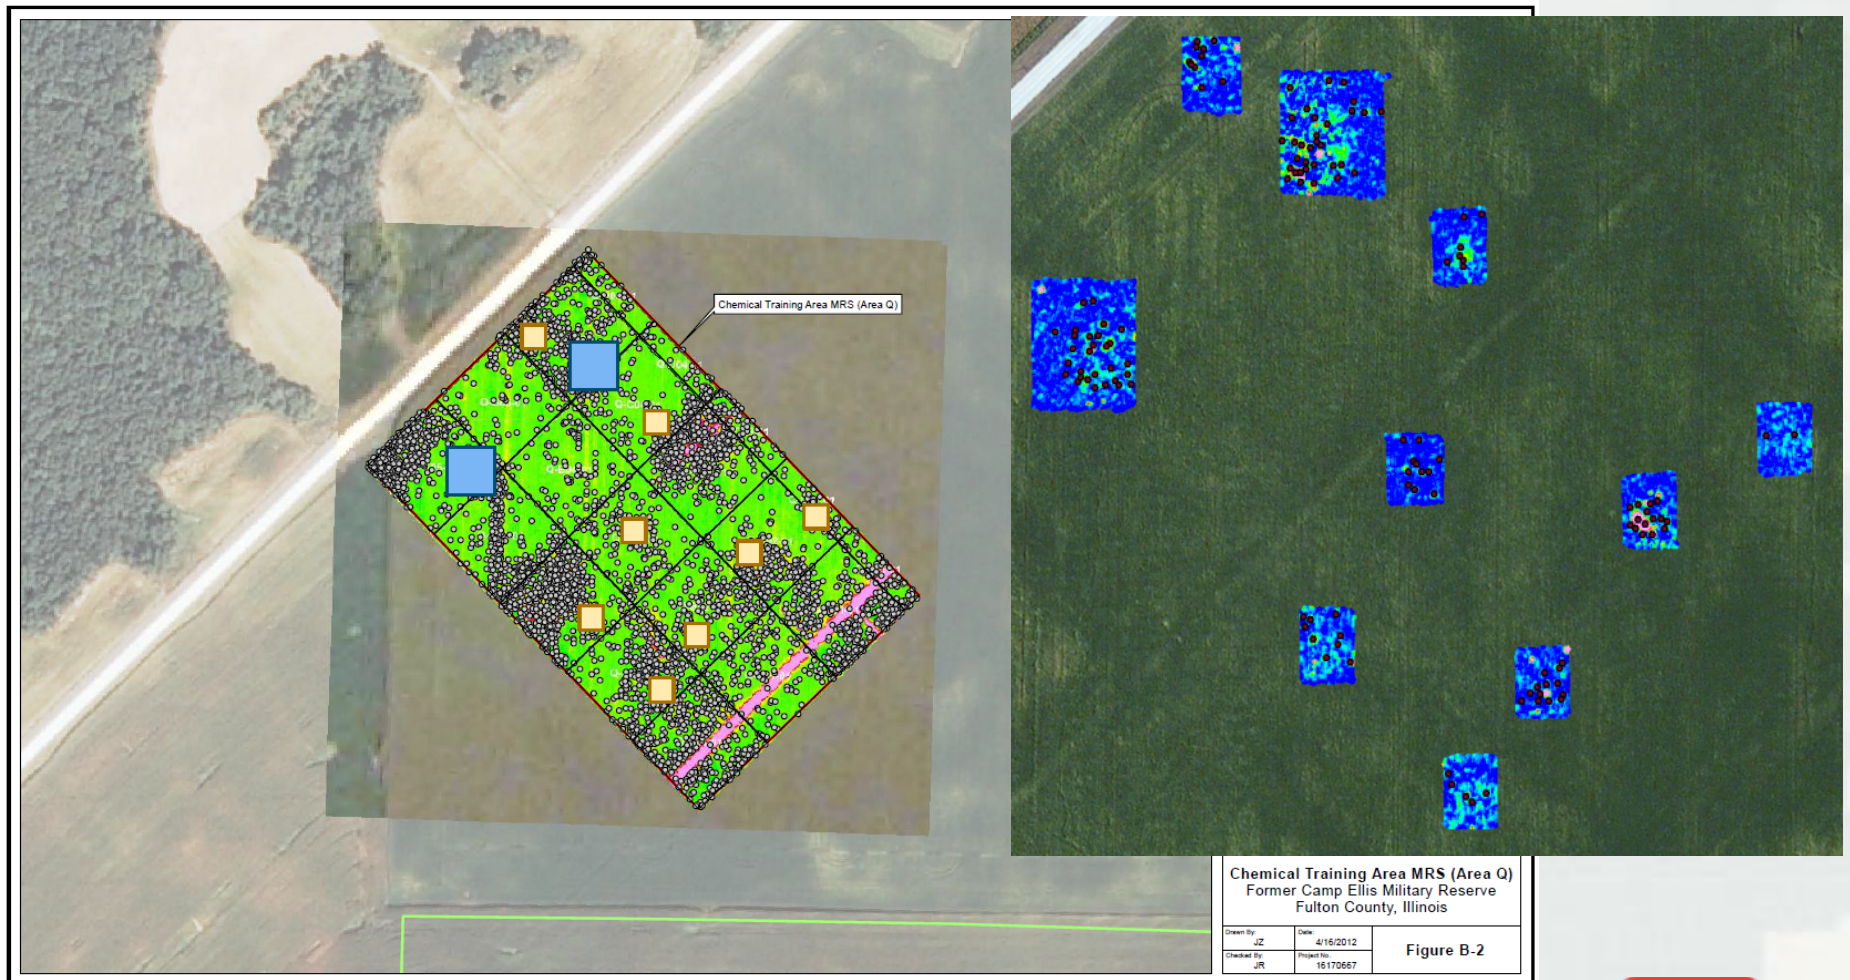 Chemical Training Area MRS (Area Q)
Chemical Training Area MRS (Area Q)
Former Camp Ellis Military Reserve
Fulton County, Illinois
Drawn By:
JZ
Date:
4/16/2012
Checked By:
JR
Project No.
16170667
Figure B-2